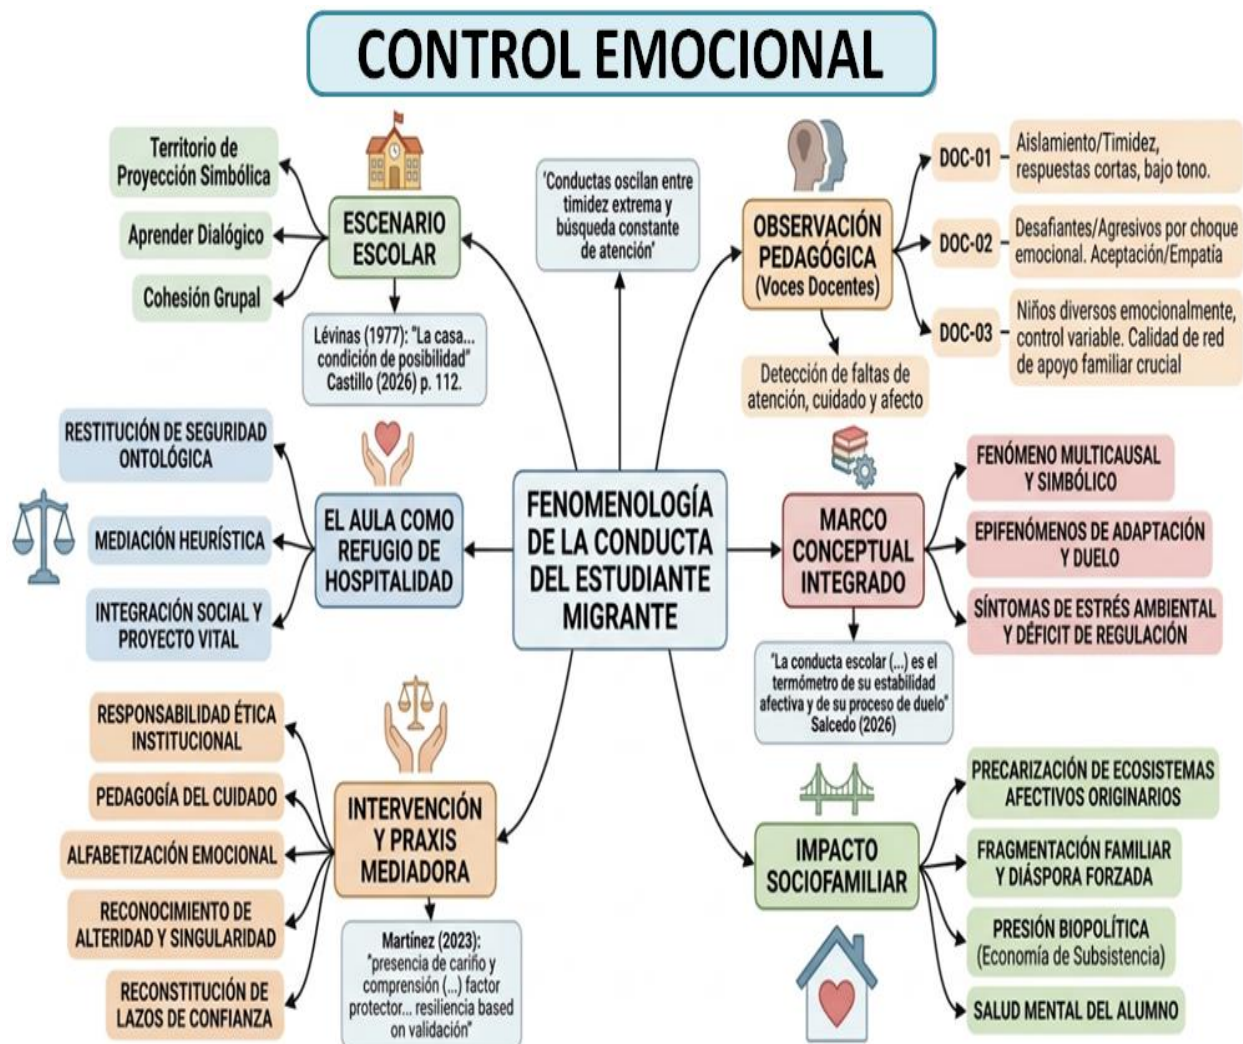 CONTROL EMOCIONAL
Territorio de
Proyección Simbólica
Aprender Dialógico
Cohesión Grupal
ESCENARIO
ESCOLAR
Lévinas (1977): "La casa...
condición de posibilidad"
Castillo (2026) p. 112.
'Conductas oscilan entre
timidez extrema y
búsqueda constante
de atención'
OBSERVACIÓN
PEDAGÓGICA
(Voces Docentes)
DOC-01
Aislamiento/Timidez,
respuestas cortas, bajo tono.
DOC-02
Desafiantes/Agresivos por choque
emocional. Aceptación/Empatía
DOC-03
Niños diversos emocionalmente,
control variable. Calidad de red
de apoyo familiar crucial
Detección de faltas de
atención, cuidado y afecto
RESTITUCIÓN DE SEGURIDAD
ONTOLÓGICA
MEDIACIÓN HEURÍSTICA
INTEGRACIÓN SOCIAL Y
PROYECTO VITAL
EL AULA COMO
REFUGIO DE
HOSPITALIDAD
FENOMENOLOGÍA
DE LA CONDUCTA
DEL ESTUDIANTE
MIGRANTE
MARCO
CONCEPTUAL
INTEGRADO
FENÓMENO MULTICAUSAL
Y SIMBÓLICO
EPIFENÓMENOS DE ADAPTACIÓN
Y DUELO
SÍNTOMAS DE ESTRÉS AMBIENTAL
Y DÉFICIT DE REGULACIÓN
"La conducta escolar (...) es el
termómetro de su estabilidad
afectiva y de su proceso de duelo"
Salcedo (2026)
RESPONSABILIDAD ÉTICA
INSTITUCIONAL
PEDAGOGÍA DEL CUIDADO
ALFABETIZACIÓN EMOCIONAL
RECONOCIMIENTO DE
ALTERIDAD Y SINGULARIDAD
RECONSTITUCIÓN DE
LAZOS DE CONFIANZA
INTERVENCIÓN
Y PRAXIS
MEDIADORA
Martínez (2023):
"presencia de cariño y
comprensión (...) factor
protector... resiliencia based
on validación"
IMPACTO
SOCIOFAMILIAR
PRECARIZACIÓN DE ECOSISTEMAS
AFECTIVOS ORIGINARIOS
FRAGMENTACIÓN FAMILIAR
Y DIÁSPORA FORZADA
PRESIÓN BIOPOLÍTICA
(Economía de Subsistencia)
SALUD MENTAL DEL ALUMNO